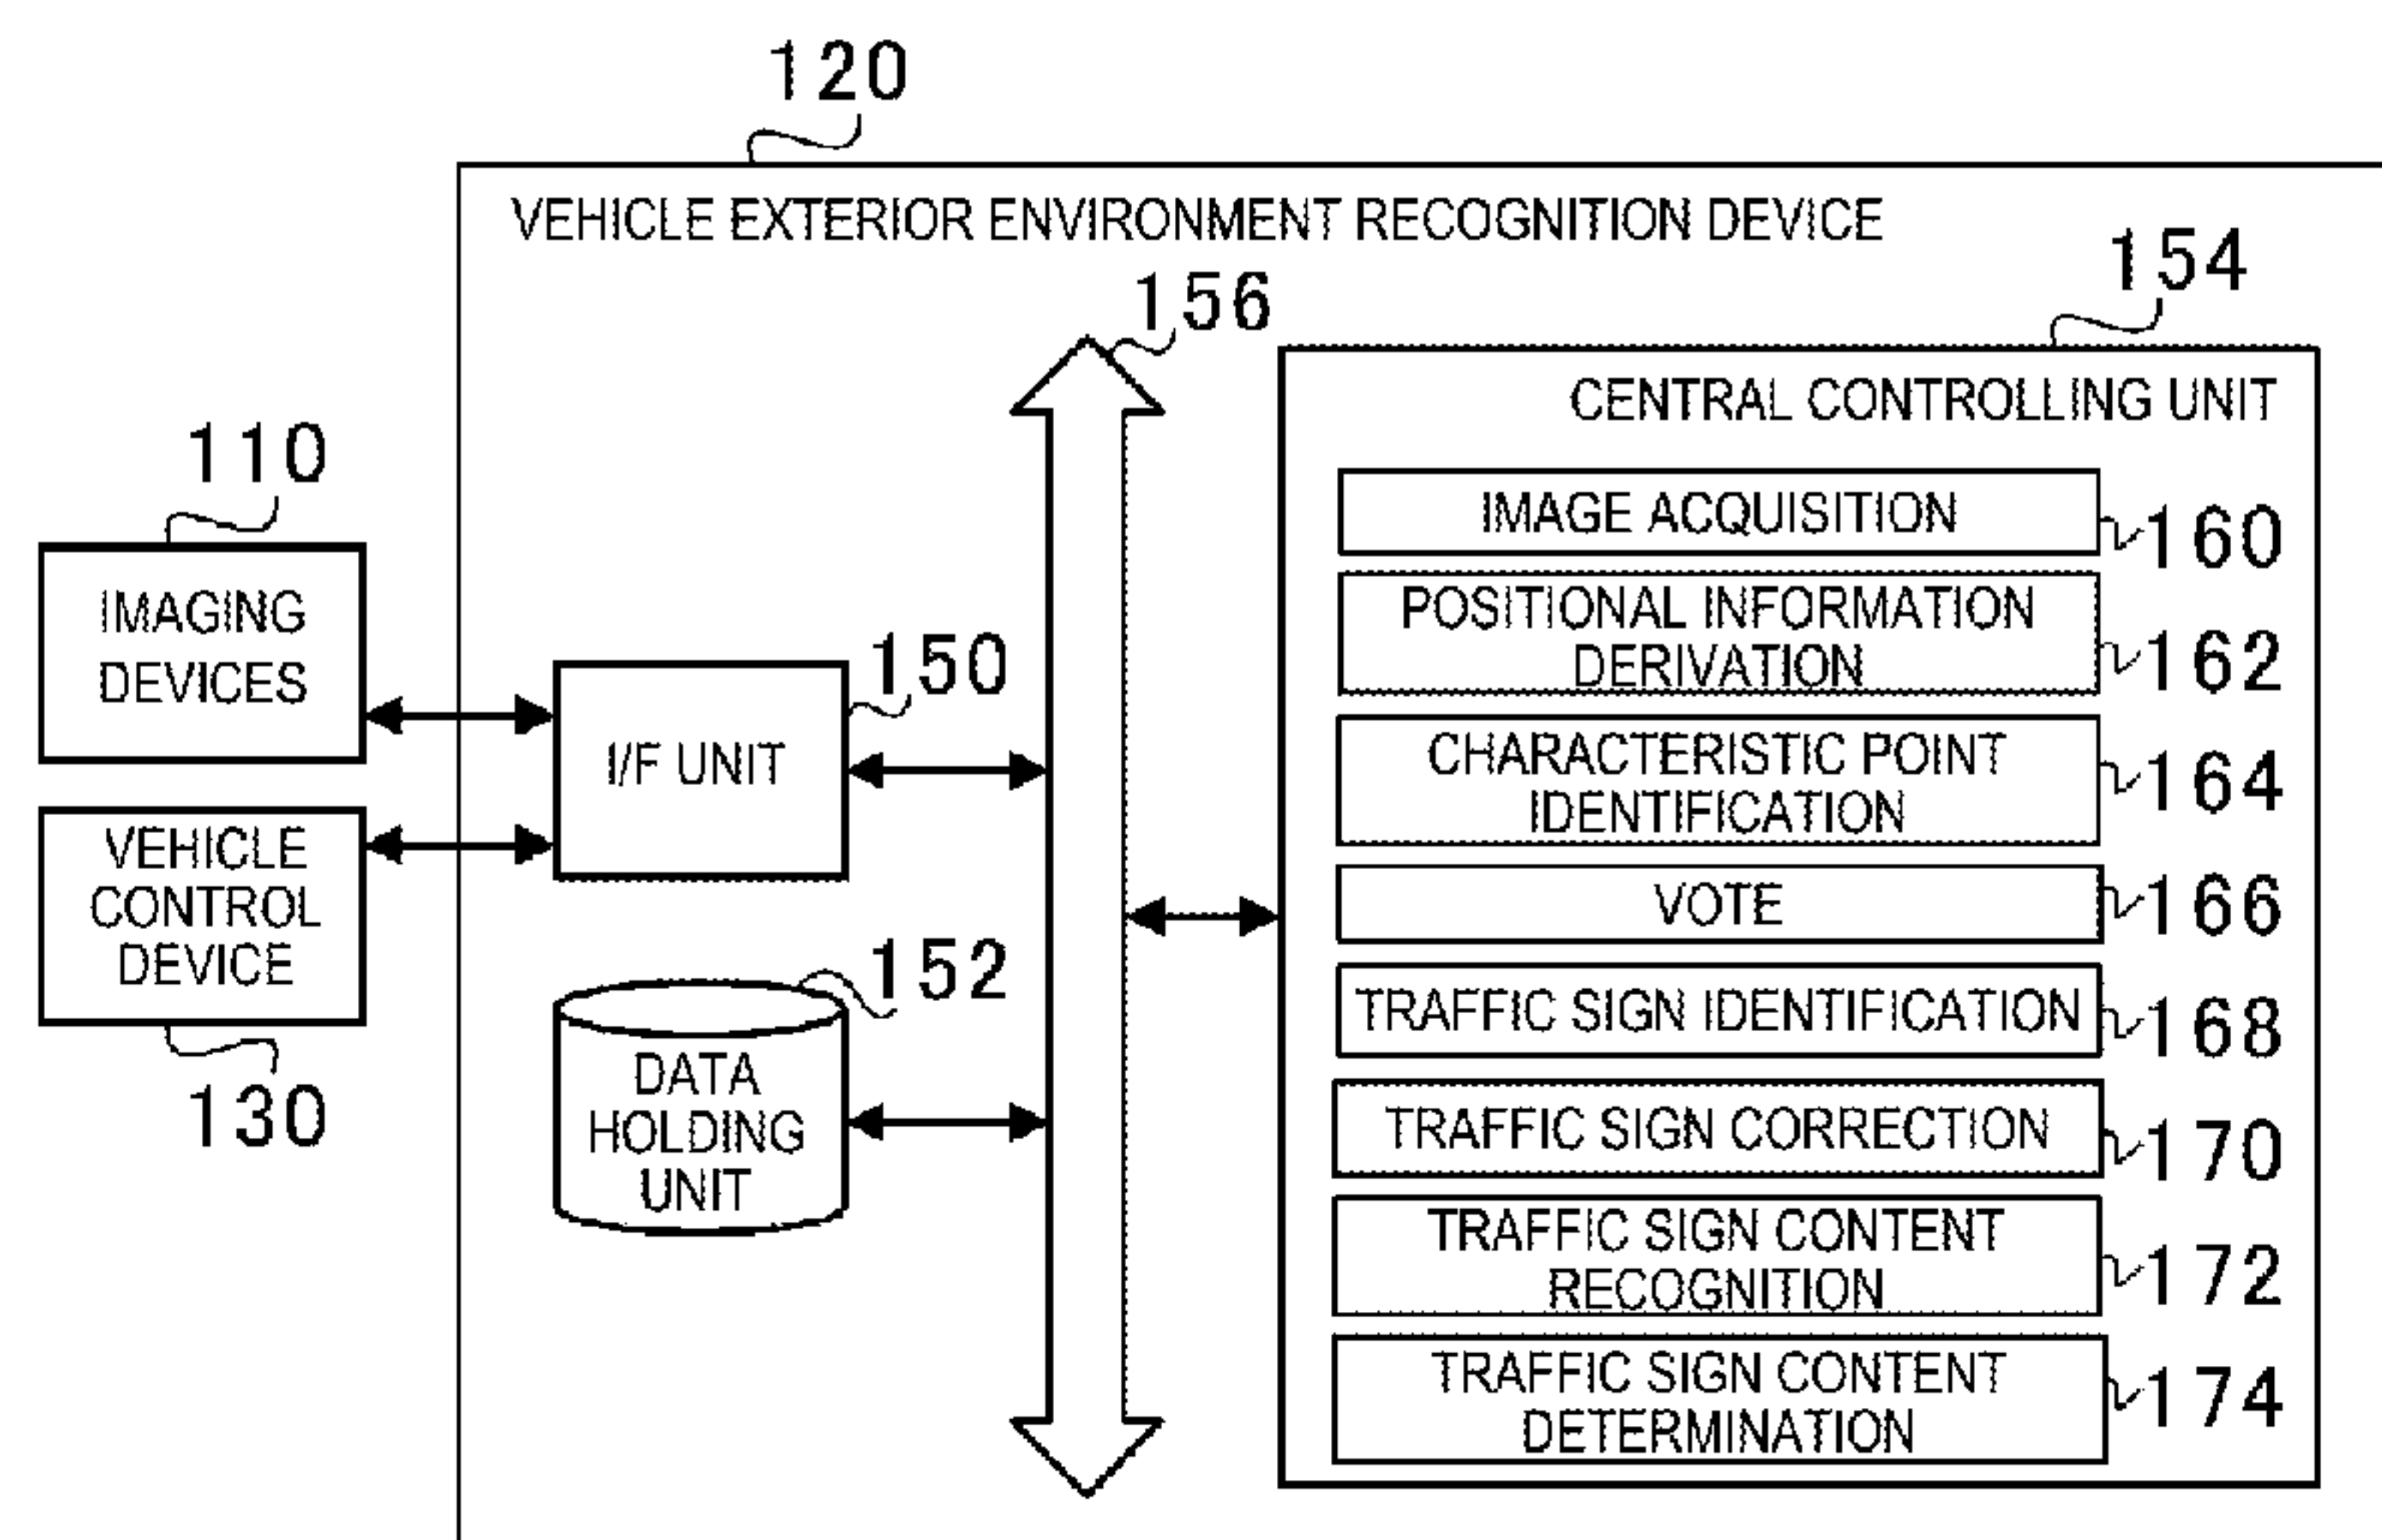 120
VEHICLE EXTERIOR ENVIRONMENT RECOGNITION DEVICE
154
156
CENTRAL CONTROLLING UNIT
110
IMAGING
DEVICES
VEHICLE
CONTROL
DEVICE
130
150
I/F UNIT
152
DATA
HOLDING
UNIT
IMAGE ACQUISITION
160
POSITIONAL INFORMATION
DERIVATION
162
CHARACTERISTIC POINT
IDENTIFICATION
164
VOTE
166
TRAFFIC SIGN IDENTIFICATION
168
TRAFFIC SIGN CORRECTION
170
TRAFFIC SIGN CONTENT
RECOGNITION
172
TRAFFIC SIGN CONTENT
DETERMINATION
174